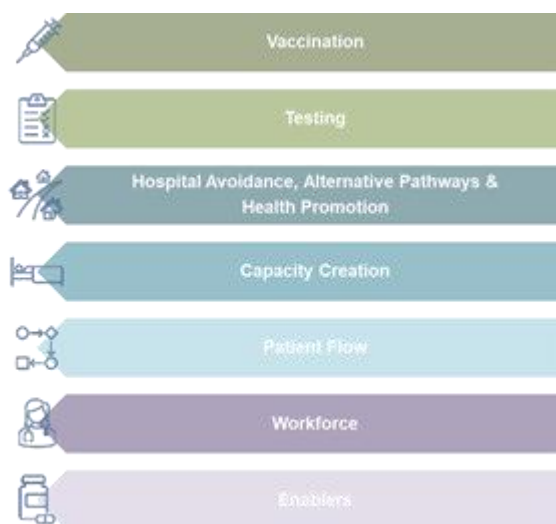 Vaccination
Testing
Hospital Avoidance, Alternative Pathways &
Health Promotion
Capacity Creation
Patient Flow
Workforce
Enablers